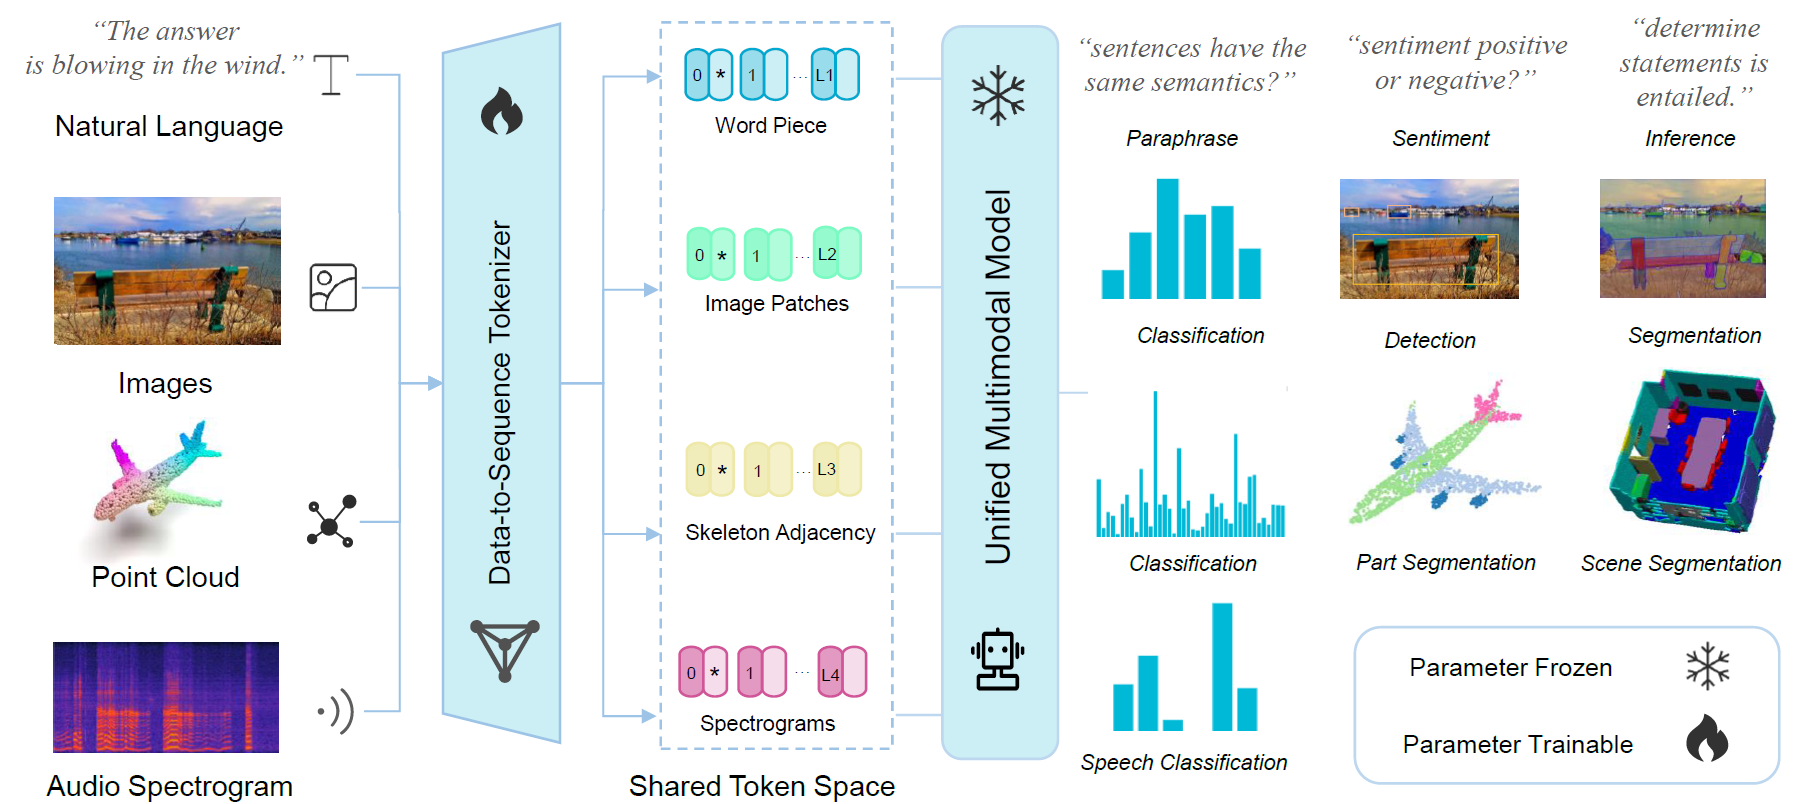 “The answer
is blowing in the wind.”
Natural Language
Images
Point Cloud
Audio Spectrogram
Data-to-Sequence Tokenizer
0 * 1 ... L1
Word Piece
0 * 1 ... L2
Image Patches
0 * 1 ... L3
Skeleton Adjacency
0 * 1 ... L4
Spectrograms
Shared Token Space
Unified Multimodal Model
“sentences have the
same semantics?”
Paraphrase
“sentiment positive
or negative?”
Sentiment
“determine
statements is
entailed.”
Inference
Classification
Detection
Segmentation
Classification
Part Segmentation
Scene Segmentation
Speech Classification
Parameter Frozen
Parameter Trainable